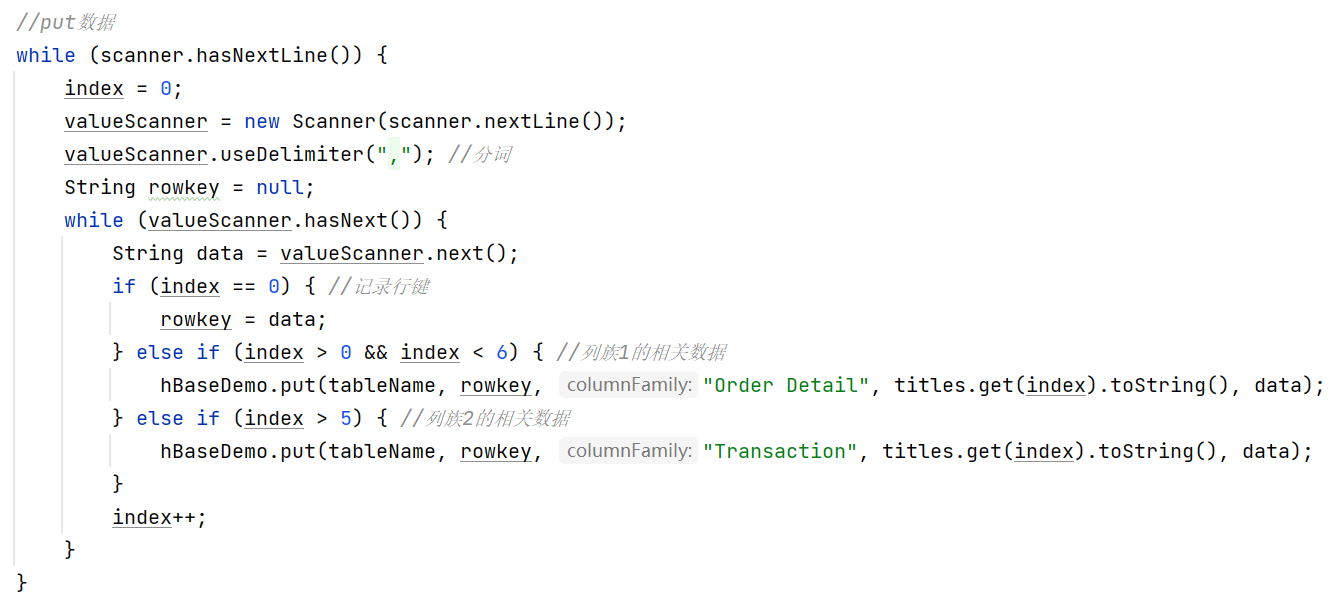 //put数据
while (scanner.hasNextLine()) {
    index = 0;
    valueScanner = new Scanner(scanner.nextLine());
    valueScanner.useDelimiter(","); //分词
    String rowkey = null;
    while (valueScanner.hasNext()) {
        String data = valueScanner.next();
        if (index == 0) { //记录行键
            rowkey = data;
        } else if (index > 0 && index < 6) { //列族1的相关数据
            hBaseDemo.put(tableName, rowkey, columnFamily: "Order Detail", titles.get(index).toString(), data);
        } else if (index > 5) { //列族2的相关数据
            hBaseDemo.put(tableName, rowkey, columnFamily: "Transaction", titles.get(index).toString(), data);
        }
        index++;
    }
}